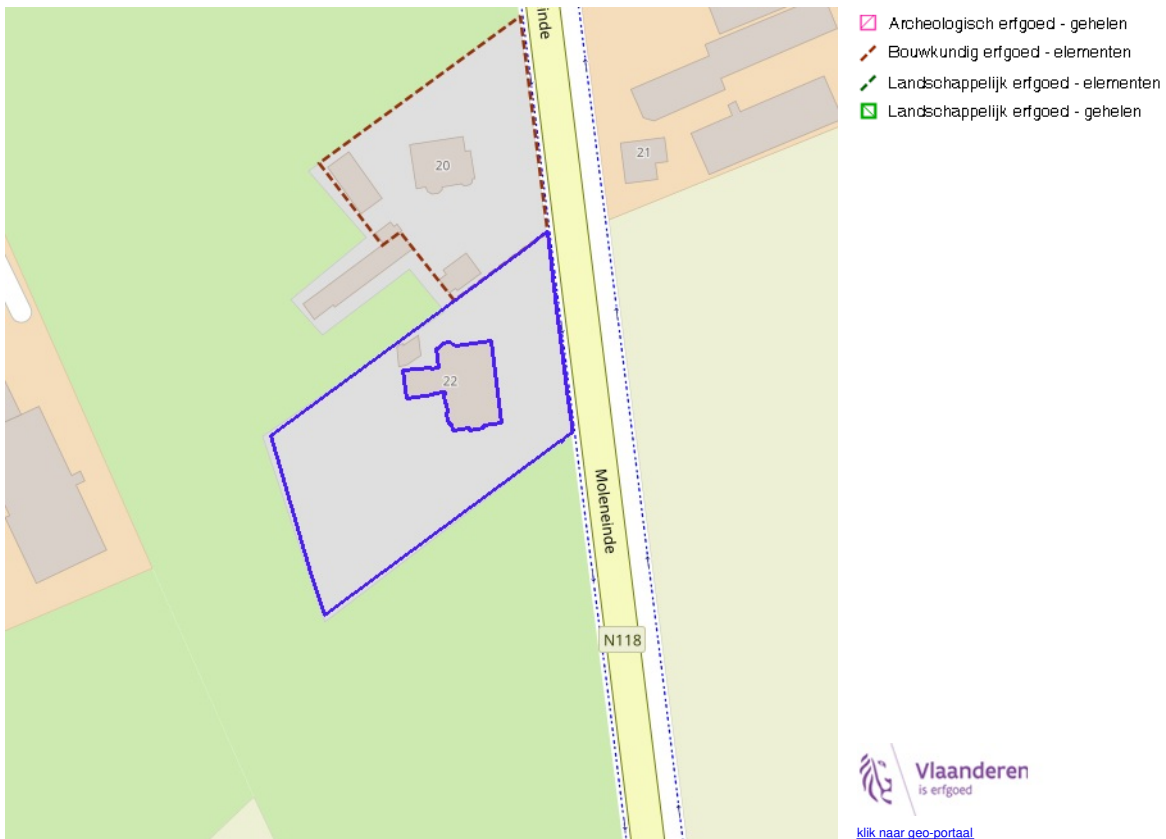 inde
20
21
22
Moleneinde
N118
Archeologisch erfgoed - gehelen
Bouwkundig erfgoed - elementen
Landschappelijk erfgoed - elementen
Landschappelijk erfgoed - gehelen
Vlaanderen
is erfgoed
klik naar geo-portaal